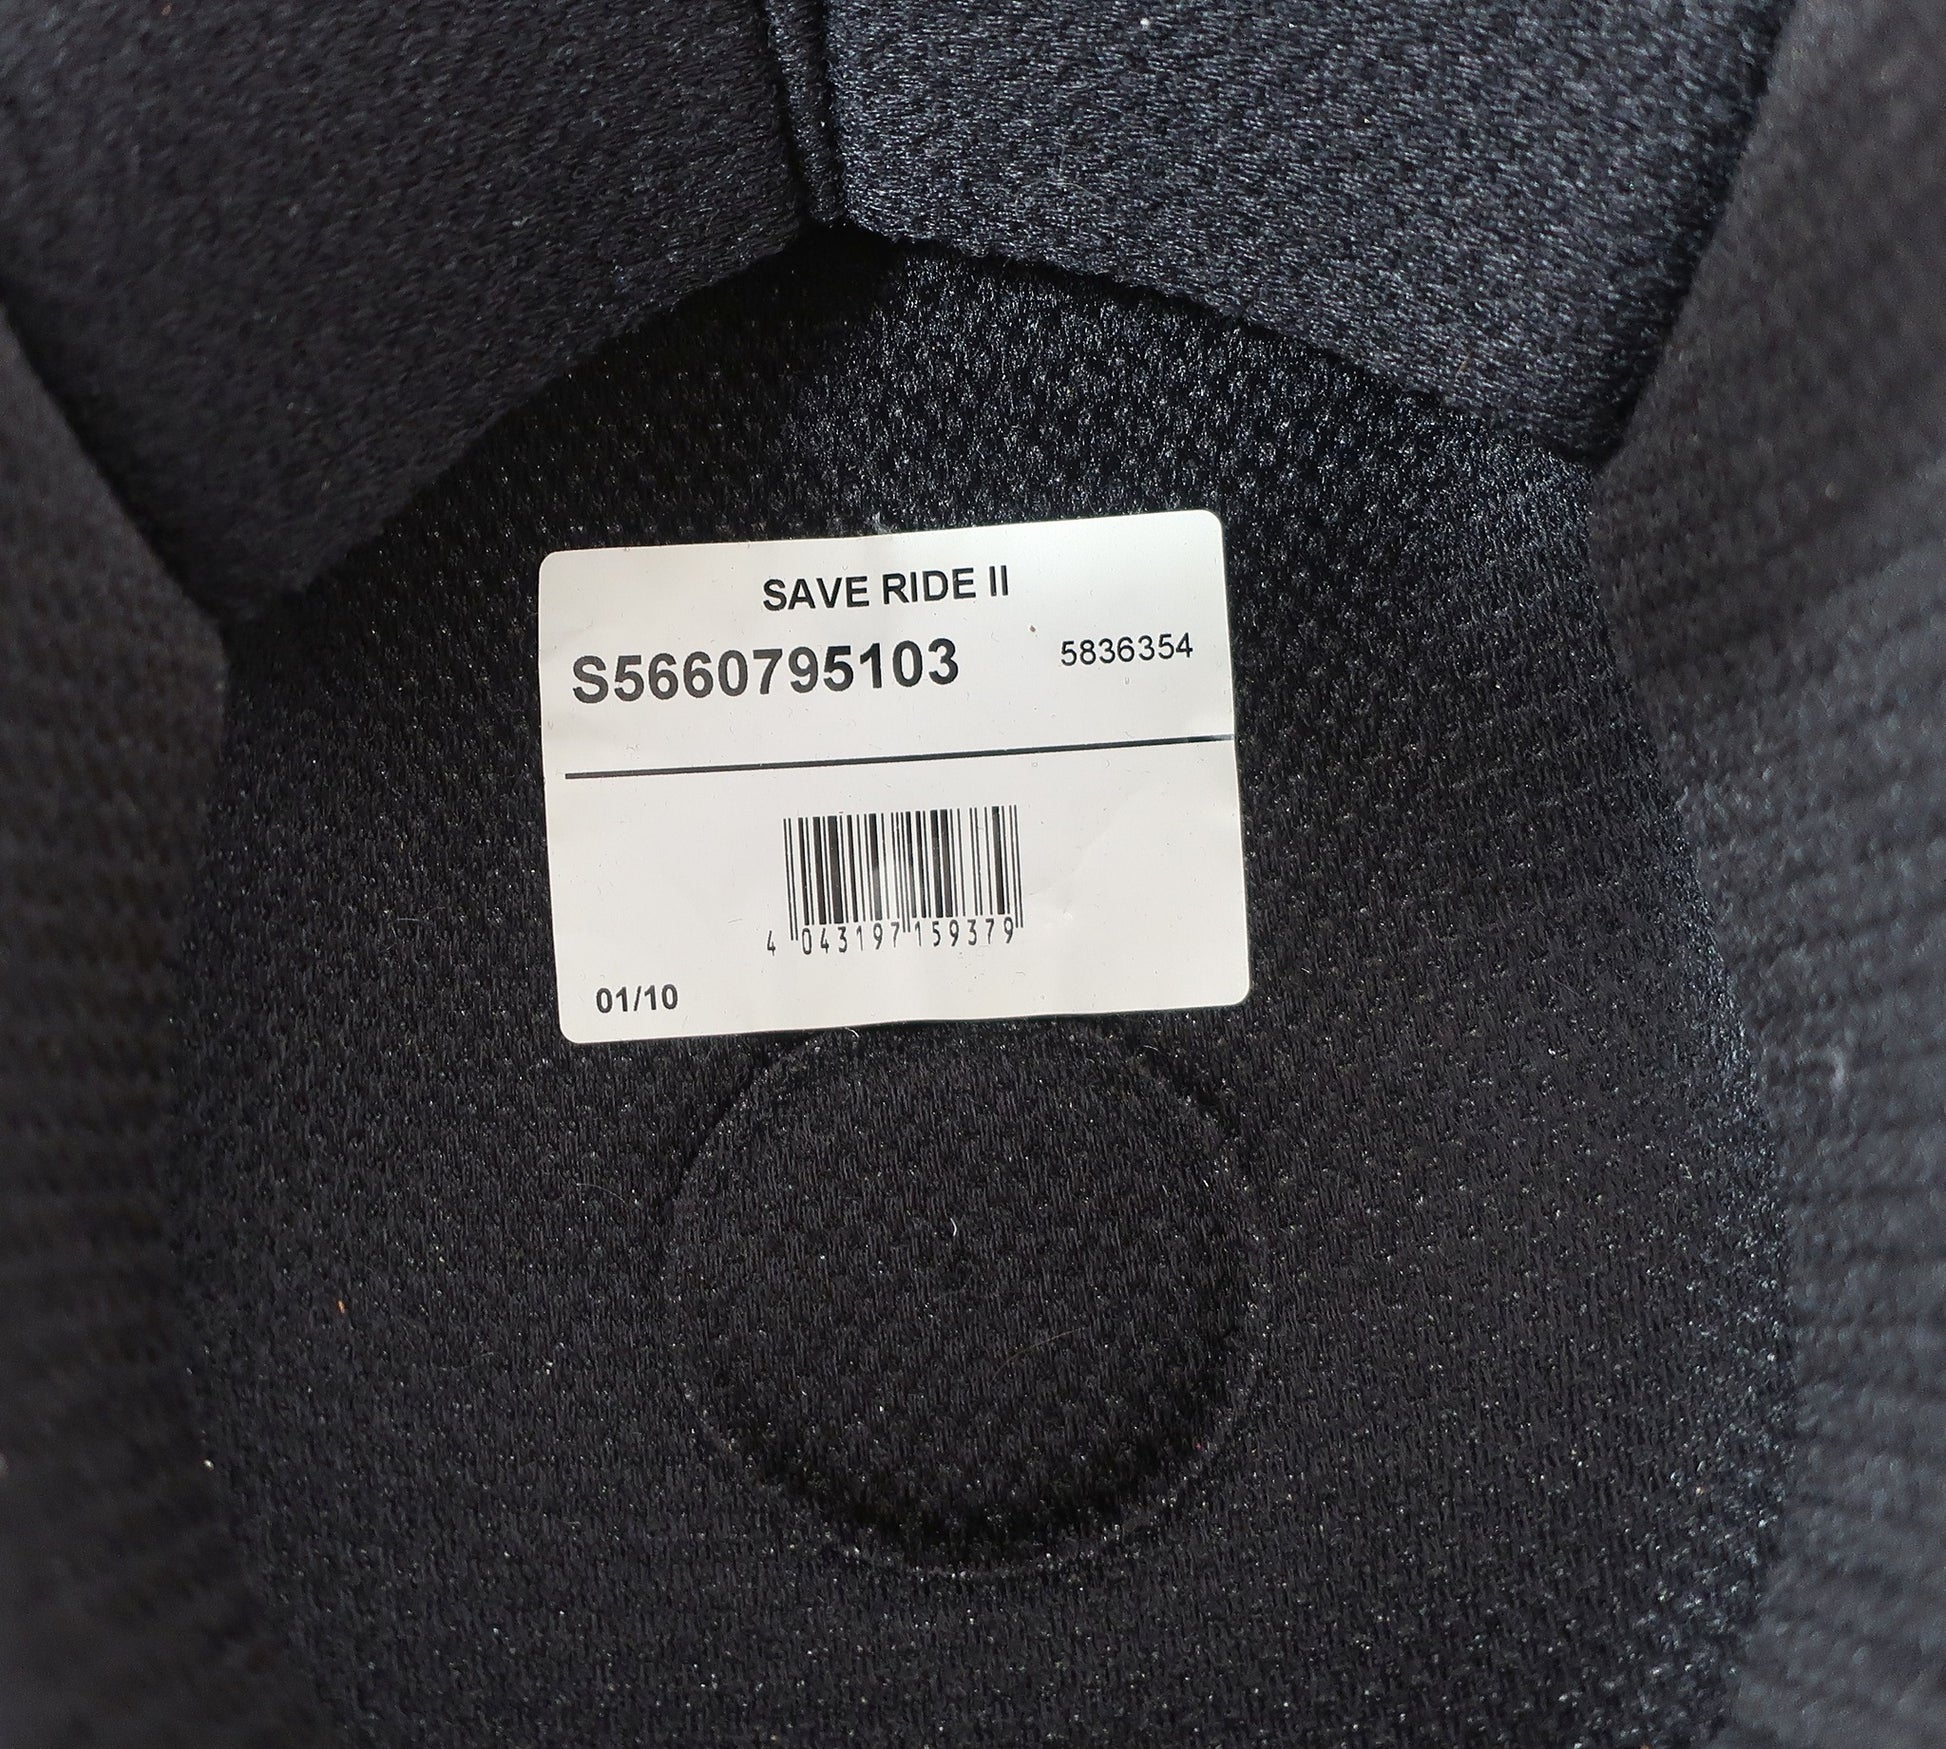 SAVE RIDE II
S5660795103 5836354
4 043197 159379
01/10